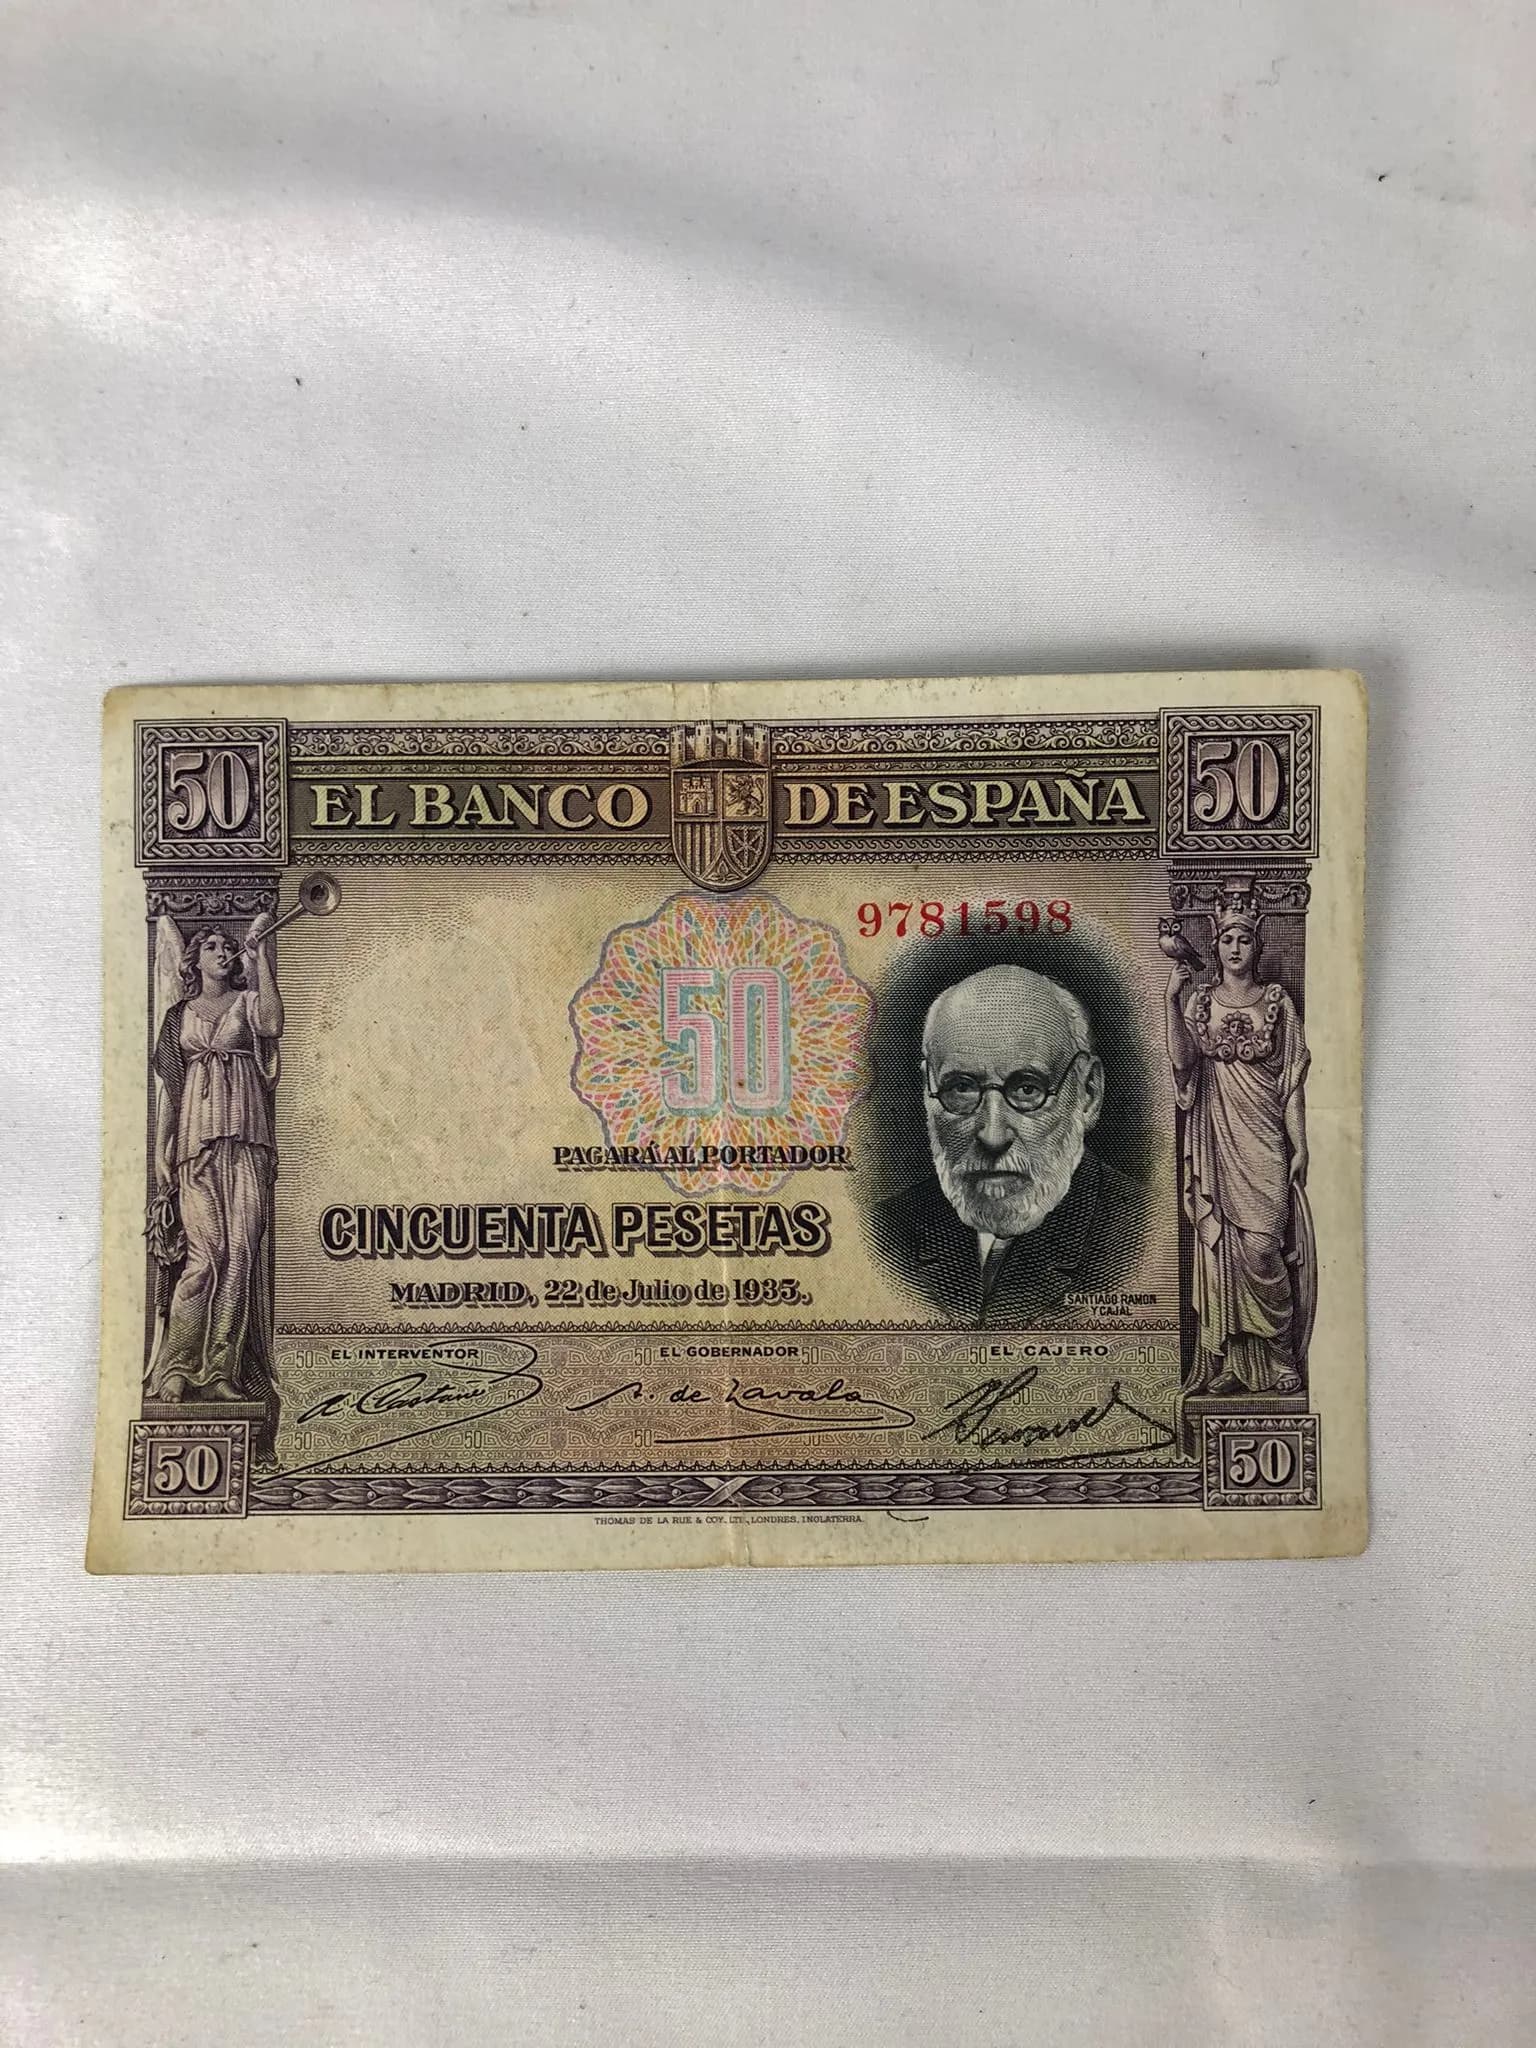 50 EL BANCO DE ESPAÑA 50
9781598
50
PAGARÁ AL PORTADOR
CINCUENTA PESETAS
MADRID, 22 de Julio de 1935.
SANTIAGO RAMON
Y CAJAL
EL INTERVENTOR EL GOBERNADOR EL CAJERO
A. de Zavala
50 50
THOMAS DE LA RUE & COY. LTD., LONDRES, INGLATERRA.